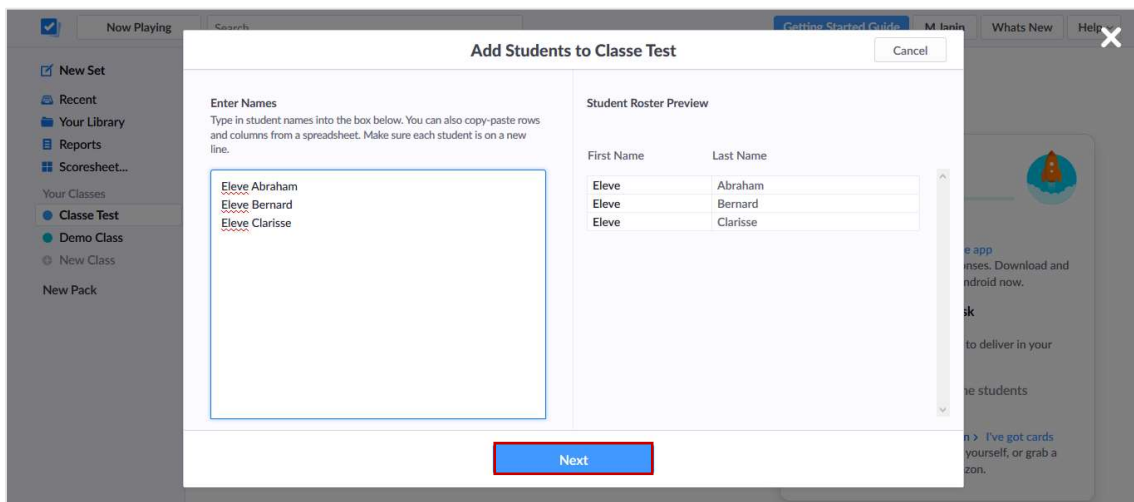 Now Playing
Search
Getting Started Guide
M Janin
Whats New
Help
New Set
Recent
Your Library
Reports
Scoresheet...
Your Classes
Classe Test
Demo Class
New Class
New Pack
Add Students to Classe Test
Cancel
Enter Names
Type in student names into the box below. You can also copy-paste rows
and columns from a spreadsheet. Make sure each student is on a new
line.
Eleve Abraham
Eleve Bernard
Eleve Clarisse
Student Roster Preview
First Name Last Name
Eleve Abraham
Eleve Bernard
Eleve Clarisse
Next
app
Download and
now.
to deliver in your
students
I've got cards
yourself, or grab a